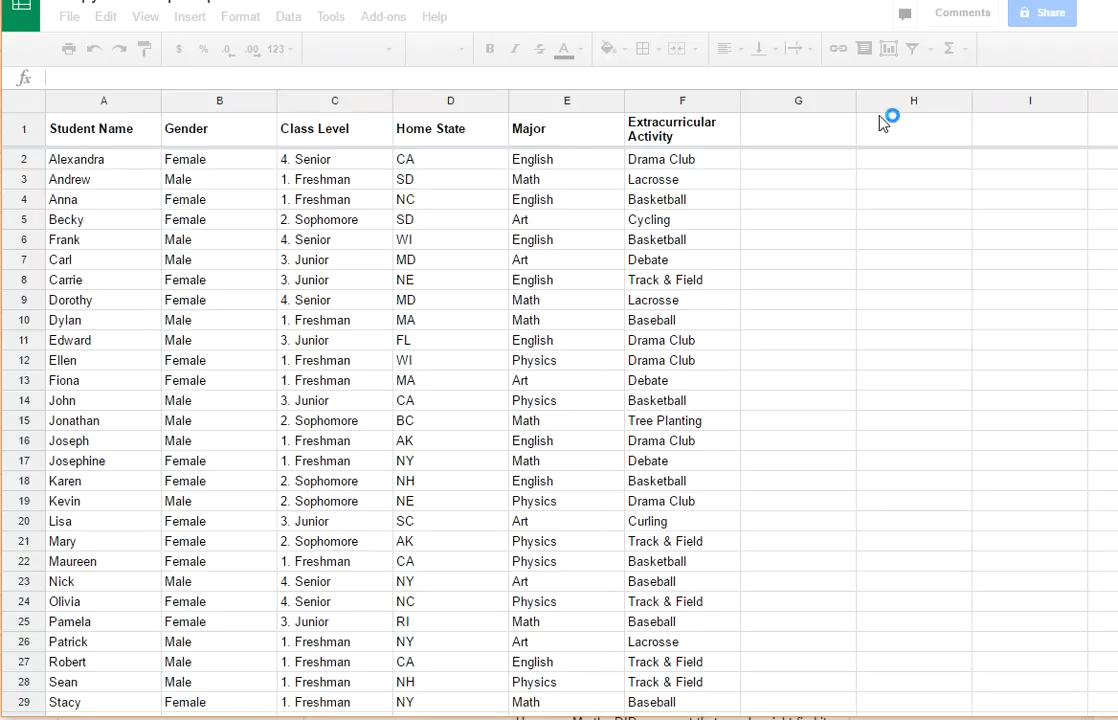 File Edit View Insert Format Data Tools Add-ons Help Comments Share
$ % .0 .00 123 B I S A Σ
fx
A B C D E F G H I
1 Student Name Gender Class Level Home State Major Extracurricular Activity
2 Alexandra Female 4. Senior CA English Drama Club
3 Andrew Male 1. Freshman SD Math Lacrosse
4 Anna Female 1. Freshman NC English Basketball
5 Becky Female 2. Sophomore SD Art Cycling
6 Frank Male 4. Senior WI English Basketball
7 Carl Male 3. Junior MD Art Debate
8 Carrie Female 3. Junior NE English Track & Field
9 Dorothy Female 4. Senior MD Math Lacrosse
10 Dylan Male 1. Freshman MA Math Baseball
11 Edward Male 3. Junior FL English Drama Club
12 Ellen Female 1. Freshman WI Physics Drama Club
13 Fiona Female 1. Freshman MA Art Debate
14 John Male 3. Junior CA Physics Basketball
15 Jonathan Male 2. Sophomore BC Math Tree Planting
16 Joseph Male 1. Freshman AK English Drama Club
17 Josephine Female 1. Freshman NY Math Debate
18 Karen Female 2. Sophomore NH English Basketball
19 Kevin Male 2. Sophomore NE Physics Drama Club
20 Lisa Female 3. Junior SC Art Curling
21 Mary Female 2. Sophomore AK Physics Track & Field
22 Maureen Female 1. Freshman CA Physics Basketball
23 Nick Male 4. Senior NY Art Baseball
24 Olivia Female 4. Senior NC Physics Track & Field
25 Pamela Female 3. Junior RI Math Baseball
26 Patrick Male 1. Freshman NY Art Lacrosse
27 Robert Male 1. Freshman CA English Track & Field
28 Sean Male 1. Freshman NH Physics Track & Field
29 Stacy Female 1. Freshman NY Math Baseball